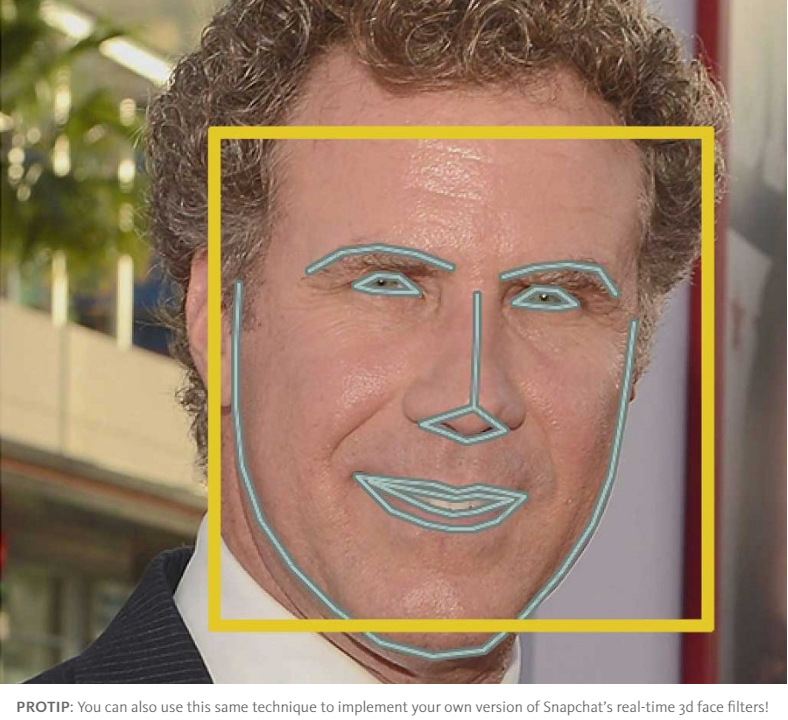 PROTIP: You can also use this same technique to implement your own version of Snapchat’s real-time 3d face filters!